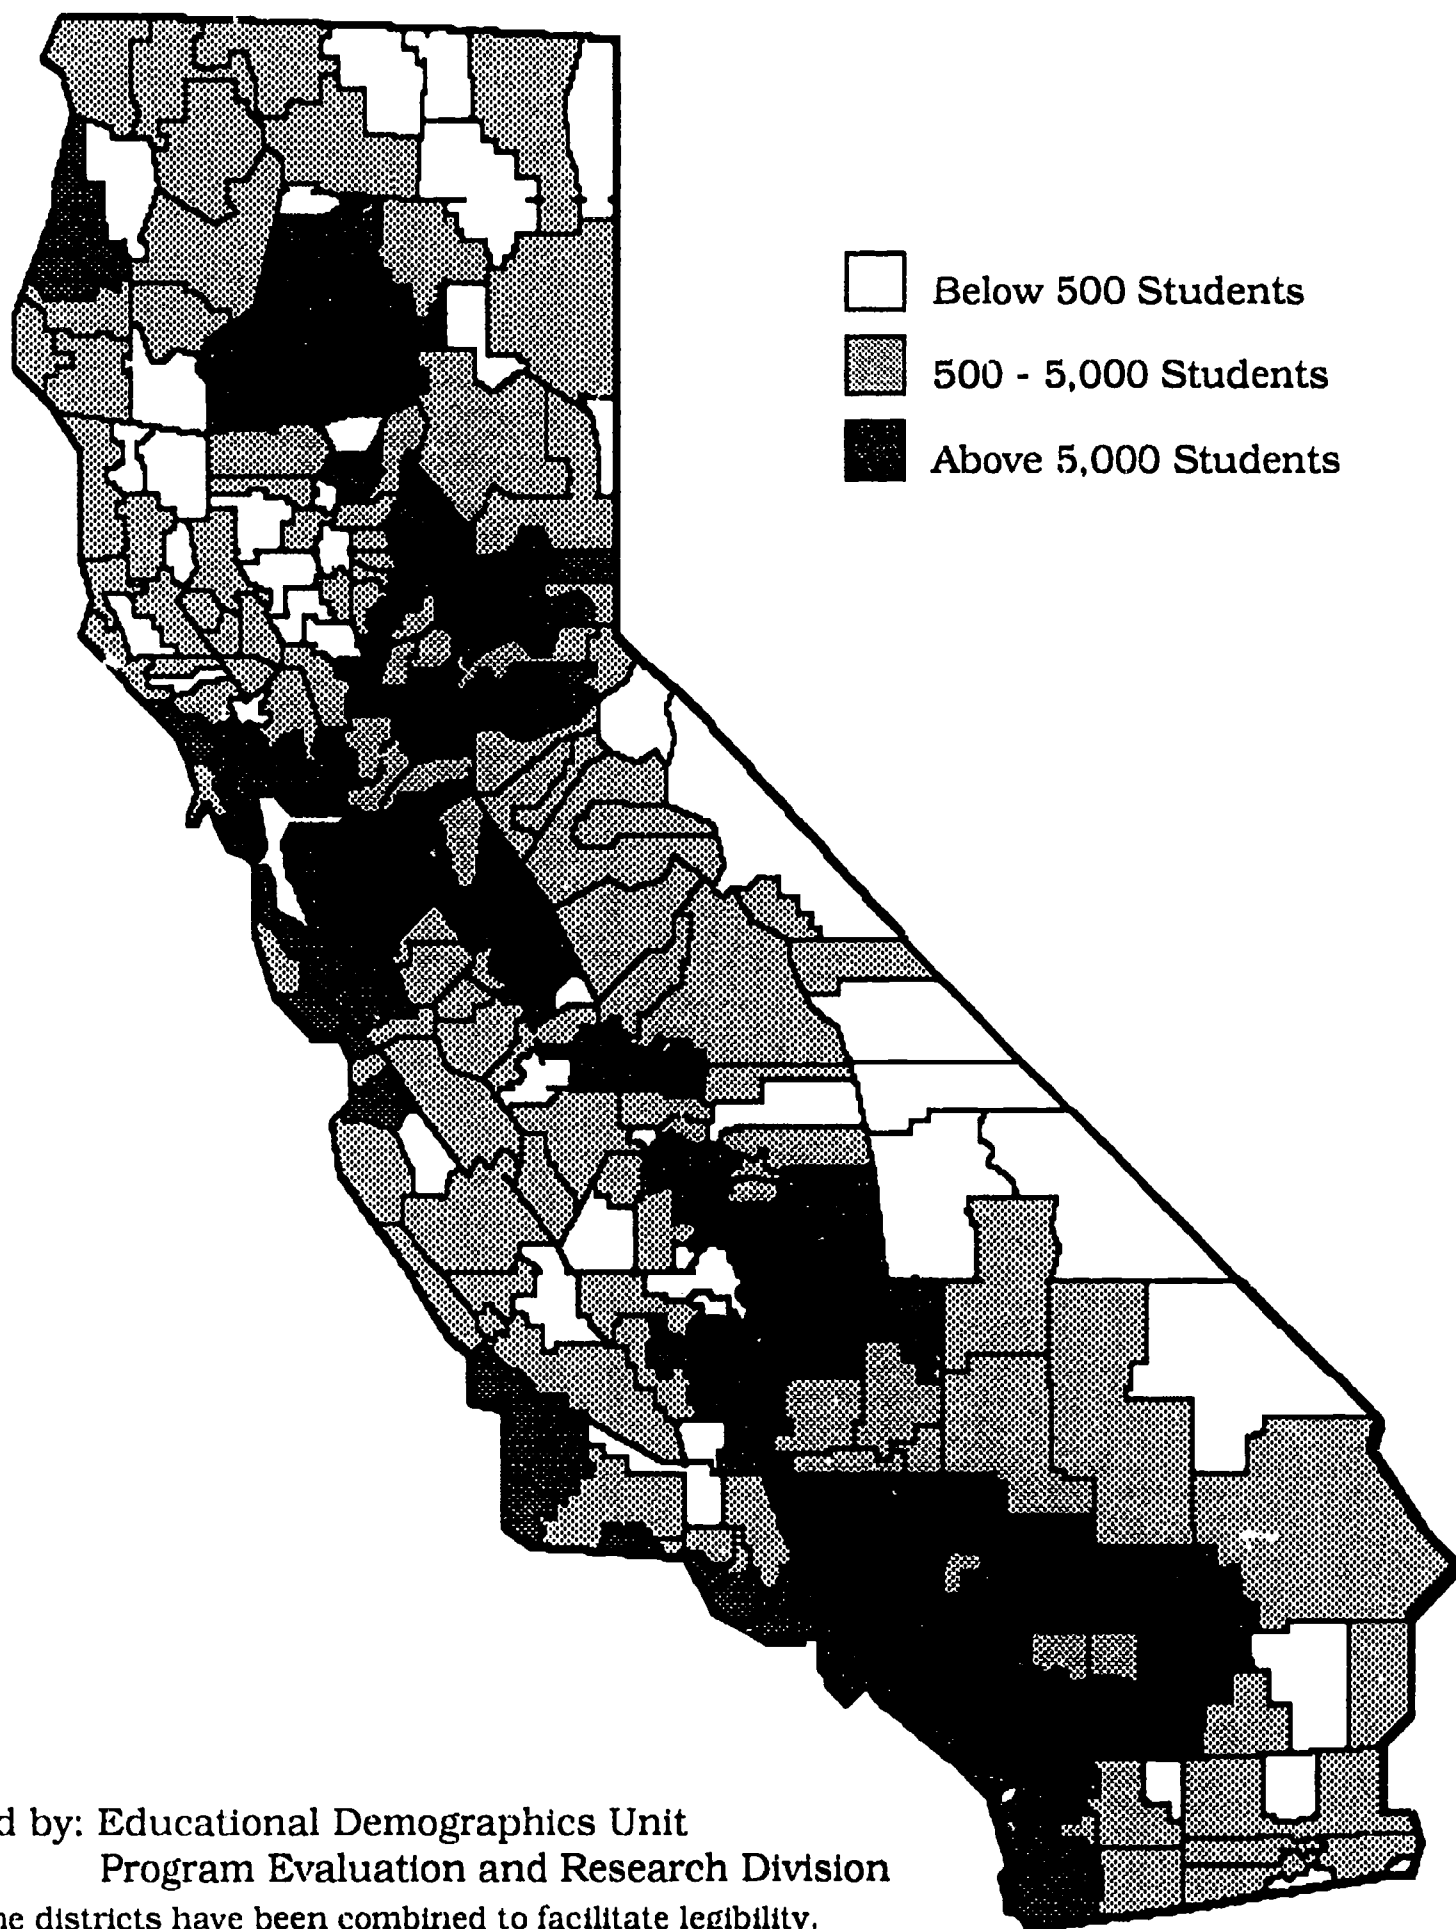 Below 500 Students
500 - 5,000 Students
Above 5,000 Students
d by: Educational Demographics Unit
Program Evaluation and Research Division
ne districts have been combined to facilitate legibility.